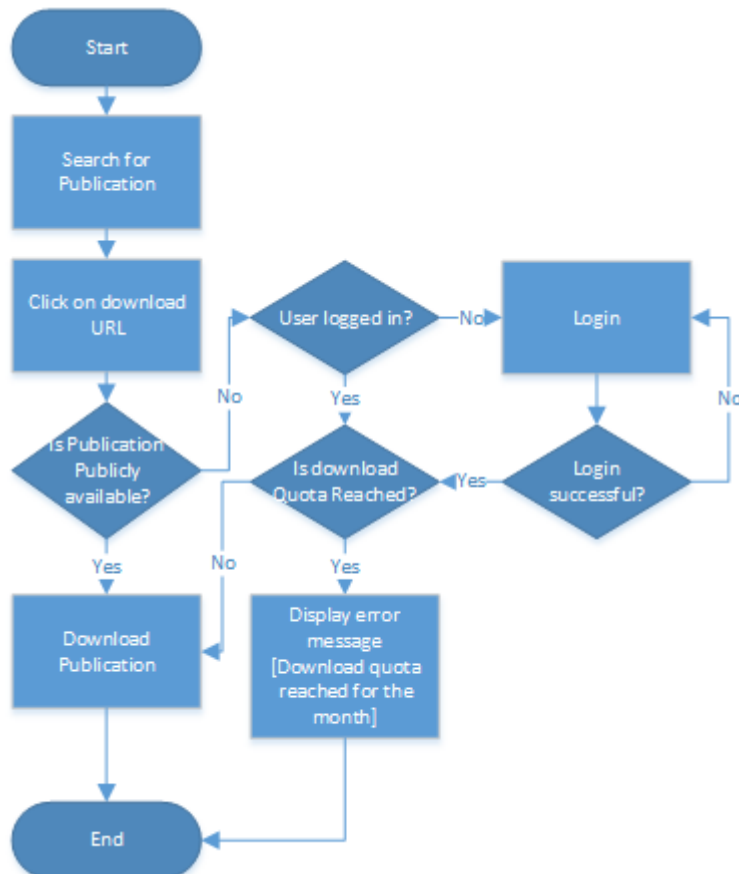 Start
Search for
Publication
Click on download
URL
User logged in?
No
Login
No
Yes
No
Is Publication
Publicly
available?
Is download
Quota Reached?
Yes
Login
successful?
Yes
No
Yes
Download
Publication
Display error
message
[Download quota
reached for the
month]
End